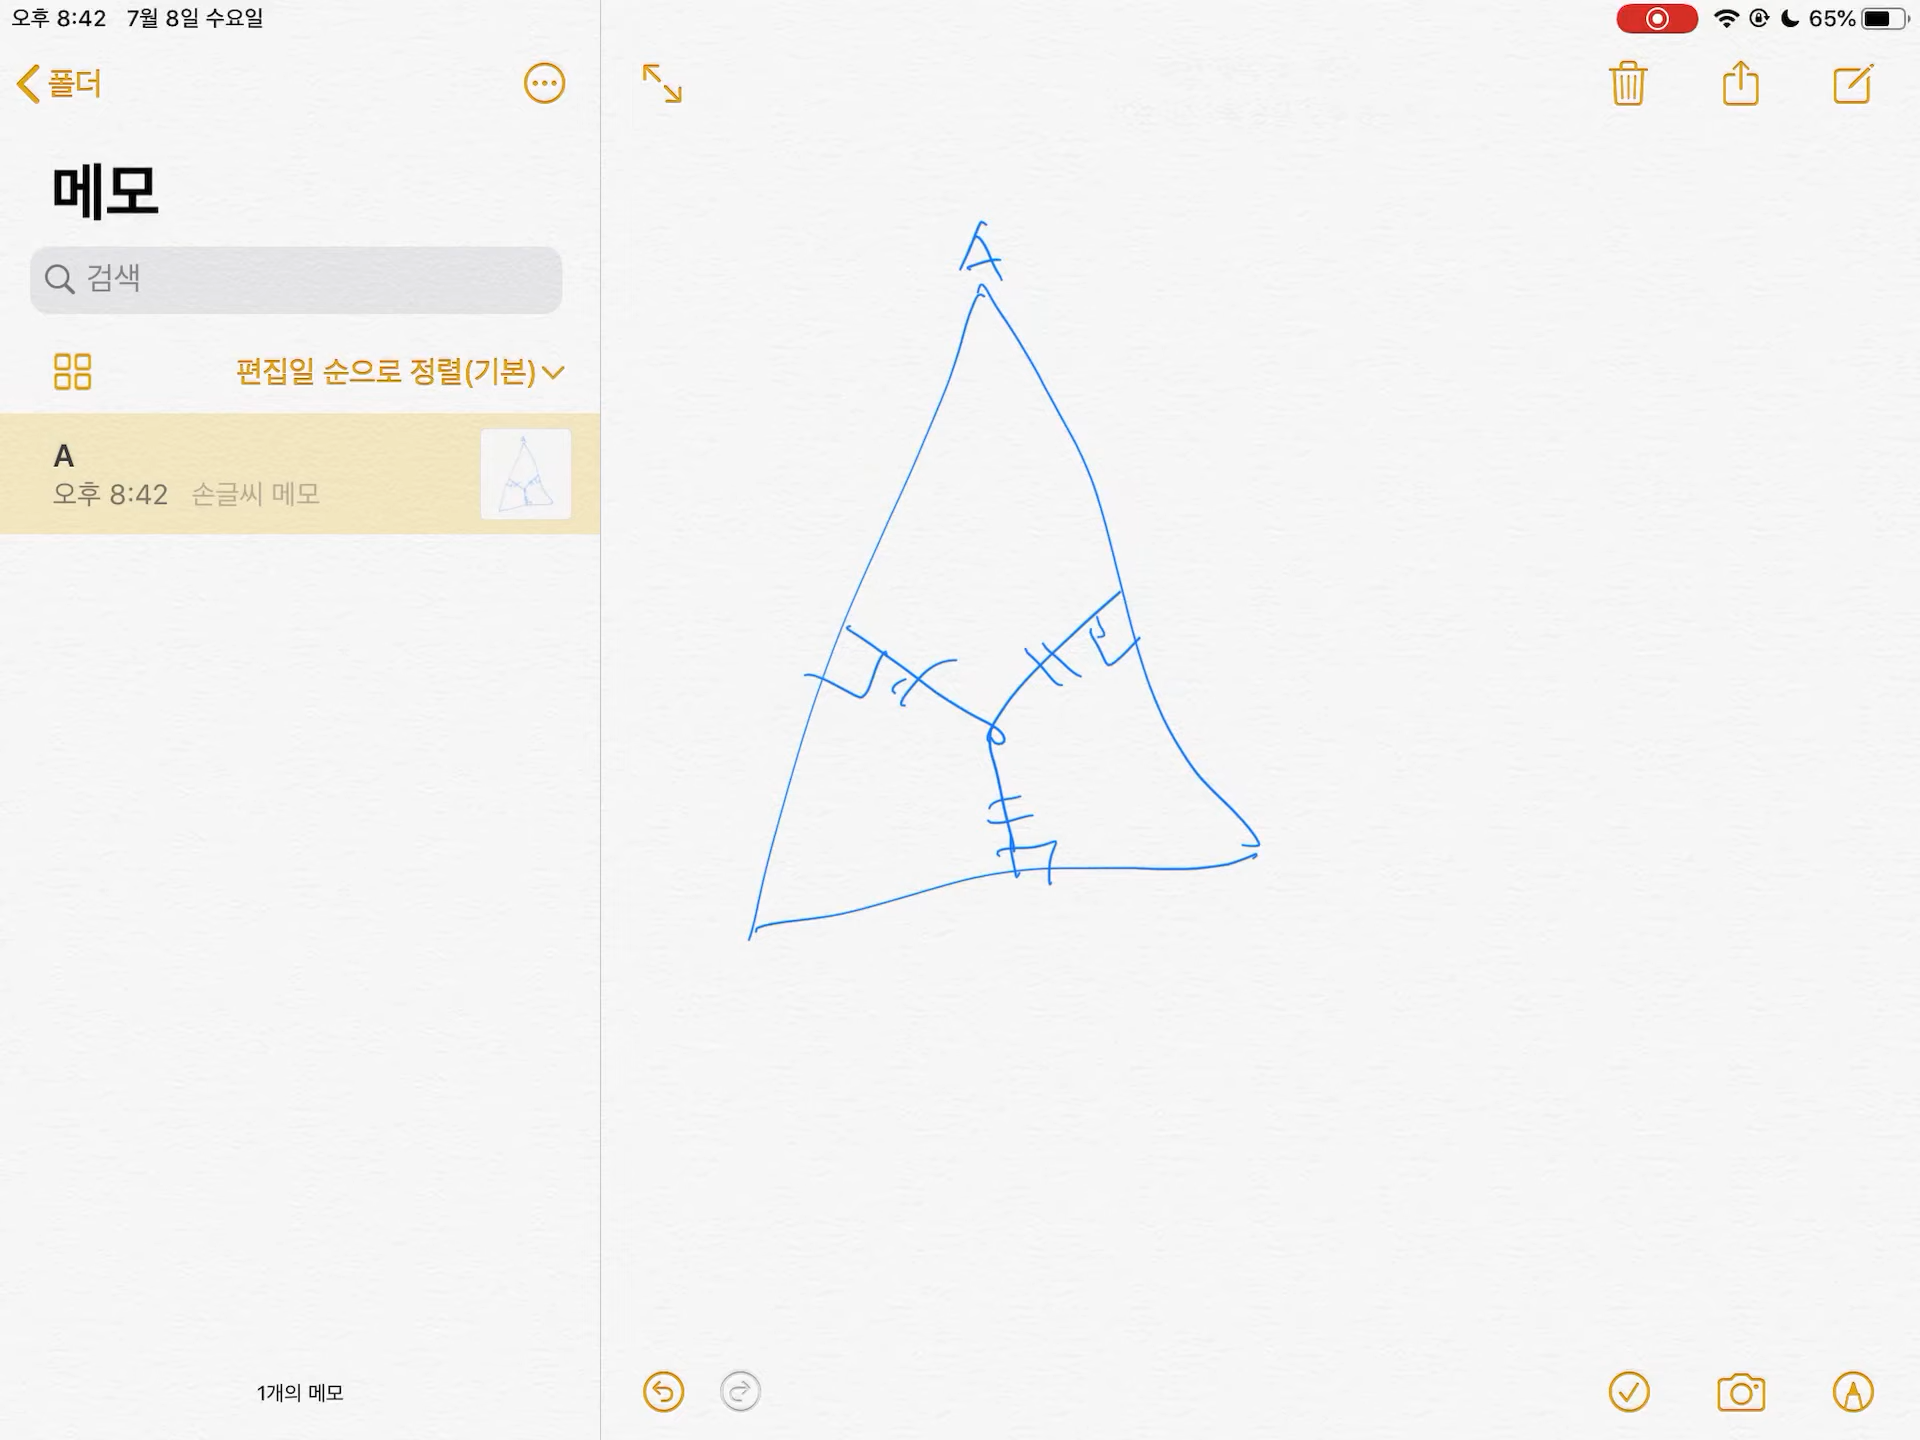 오후 8:42 7월 8일 수요일
65%
폴더
메모
검색
편집일 순으로 정렬(기본)
A
오후 8:42 손글씨 메모
1개의 메모
A